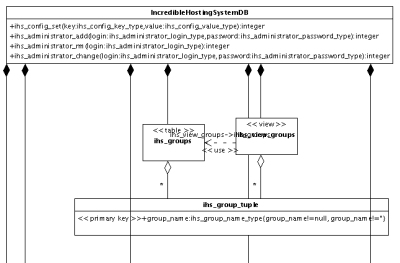 IncredibleHostingSystemDB
+ihs_config_set(key:ihs_config_key_type,value:ihs_config_value_type):integer
+ihs_administrator_add(login:ihs_administrator_login_type,password:ihs_administrator_password_type):integer
+ihs_administrator_rm(login:ihs_administrator_login_type):integer
+ihs_administrator_change(login:ihs_administrator_login_type,password:ihs_administrator_password_type):integer
<< table >>
ihs_groups
<< view >>
ihs_view_groups
ihs_view_groups->ihs_groups
<< use >>
*
*
ihs_group_tuple
<< primary key >>+group_name:ihs_group_name_type{group_name!=null, group_name!=''}